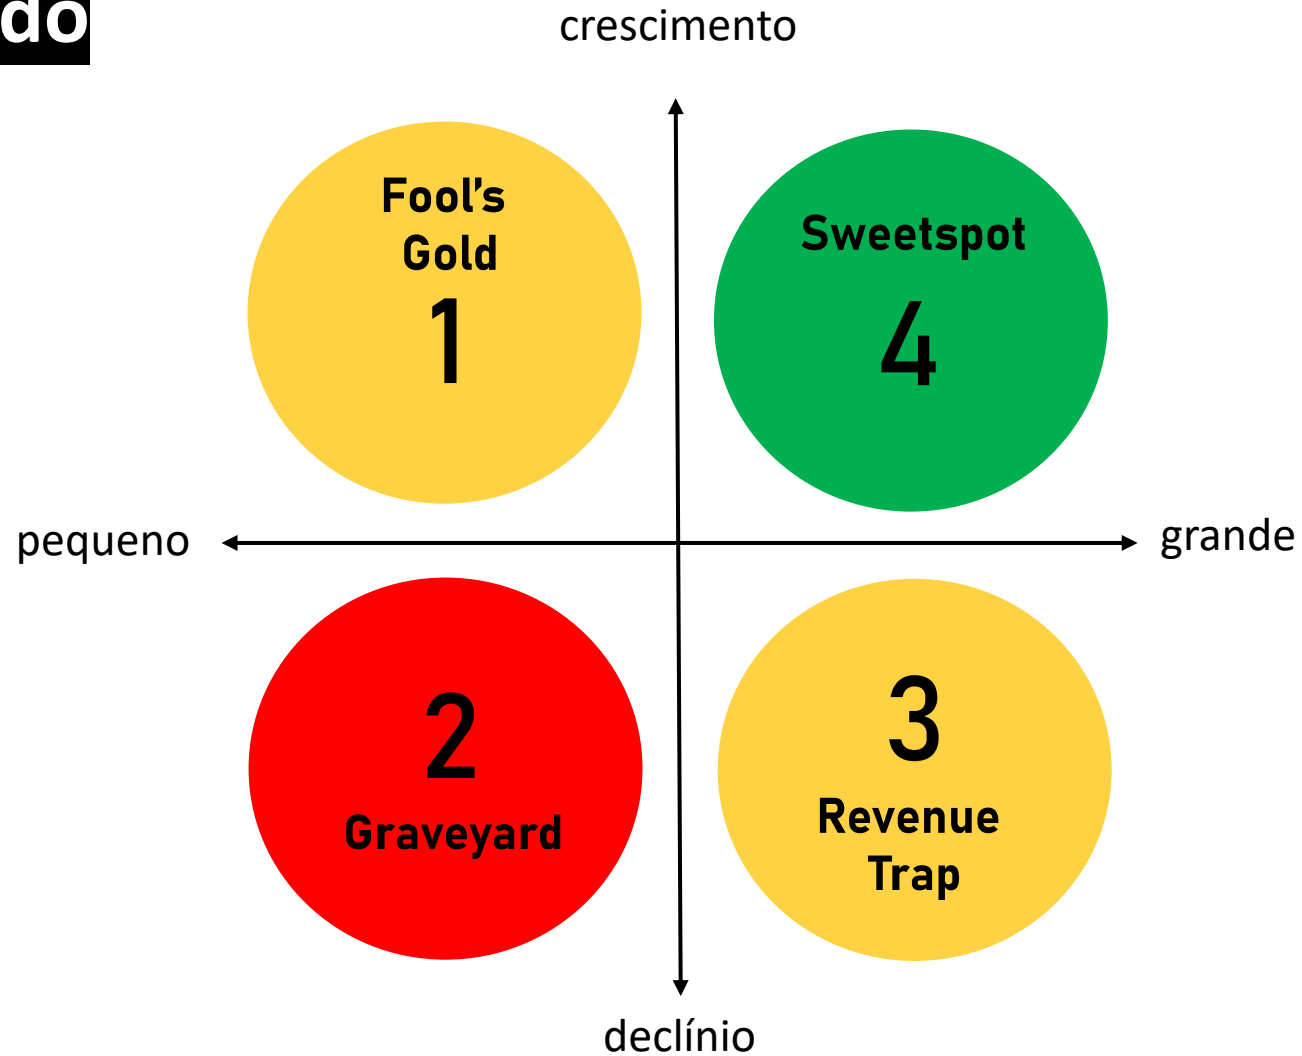 do
crescimento
Fool’s
Gold
1
Sweetspot
4
pequeno
grande
2
Graveyard
3
Revenue
Trap
declínio